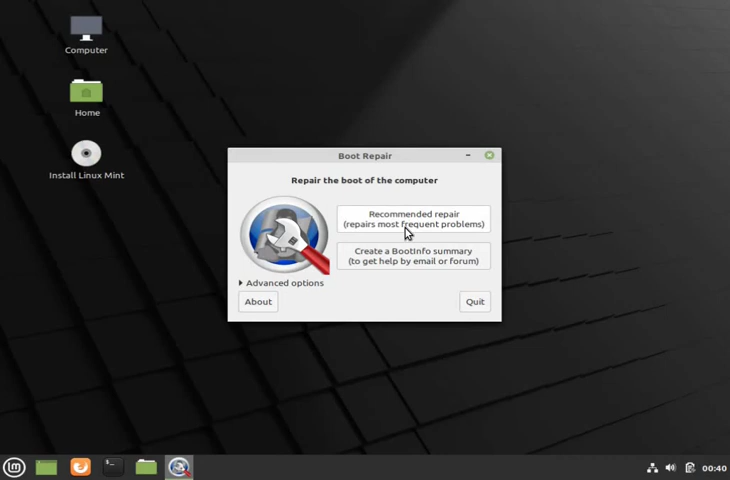 Computer
Home
Install Linux Mint
Boot Repair
Repair the boot of the computer
Recommended repair
(repairs most frequent problems)
Create a BootInfo summary
(to get help by email or forum)
Advanced options
About
Quit
00:40